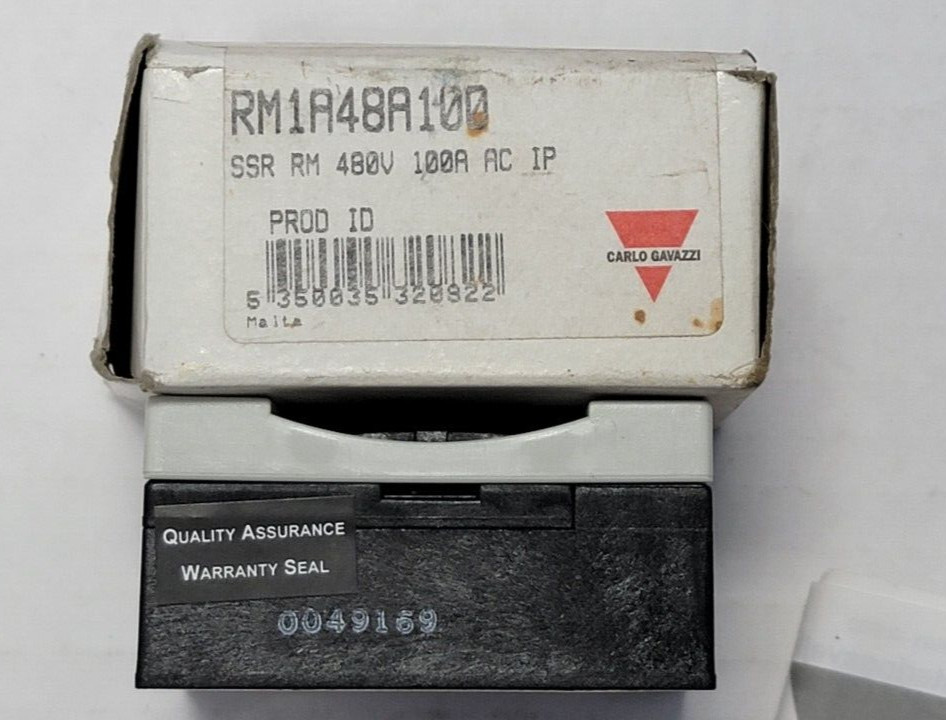 RM1A48A100
SSR RM 480V 100A AC IP
PROD ID
5 350035 320822
Malta
CARLO GAVAZZI
QUALITY ASSURANCE
WARRANTY SEAL
0049169